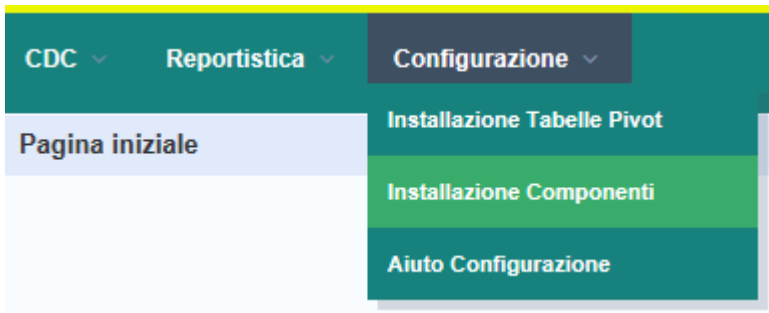 CDC Reportistica Configurazione
Installazione Tabelle Pivot
Pagina iniziale
Installazione Componenti
Aiuto Configurazione